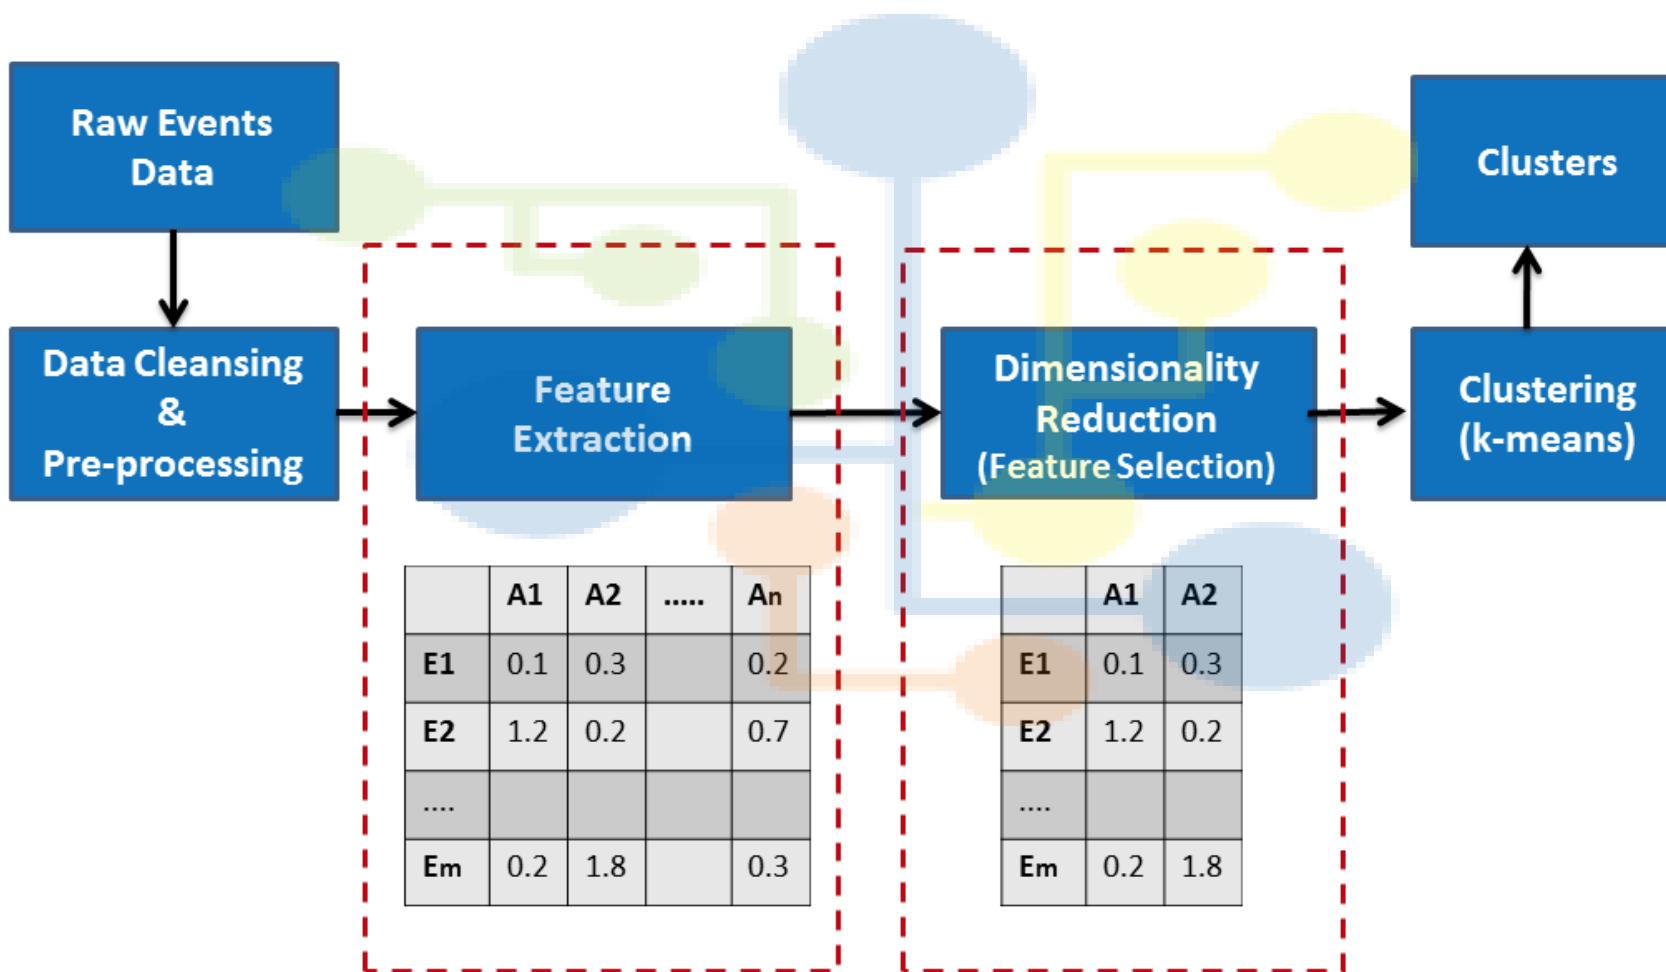 Raw Events
Data
Data Cleansing
&
Pre-processing
Feature
Extraction
Dimensionality
Reduction
(Feature Selection)
Clustering
(k-means)
Clusters
A1 A2 ..... An
E1 0.1 0.3 0.2
E2 1.2 0.2 0.7
....
Em 0.2 1.8 0.3
A1 A2
E1 0.1 0.3
E2 1.2 0.2
....
Em 0.2 1.8